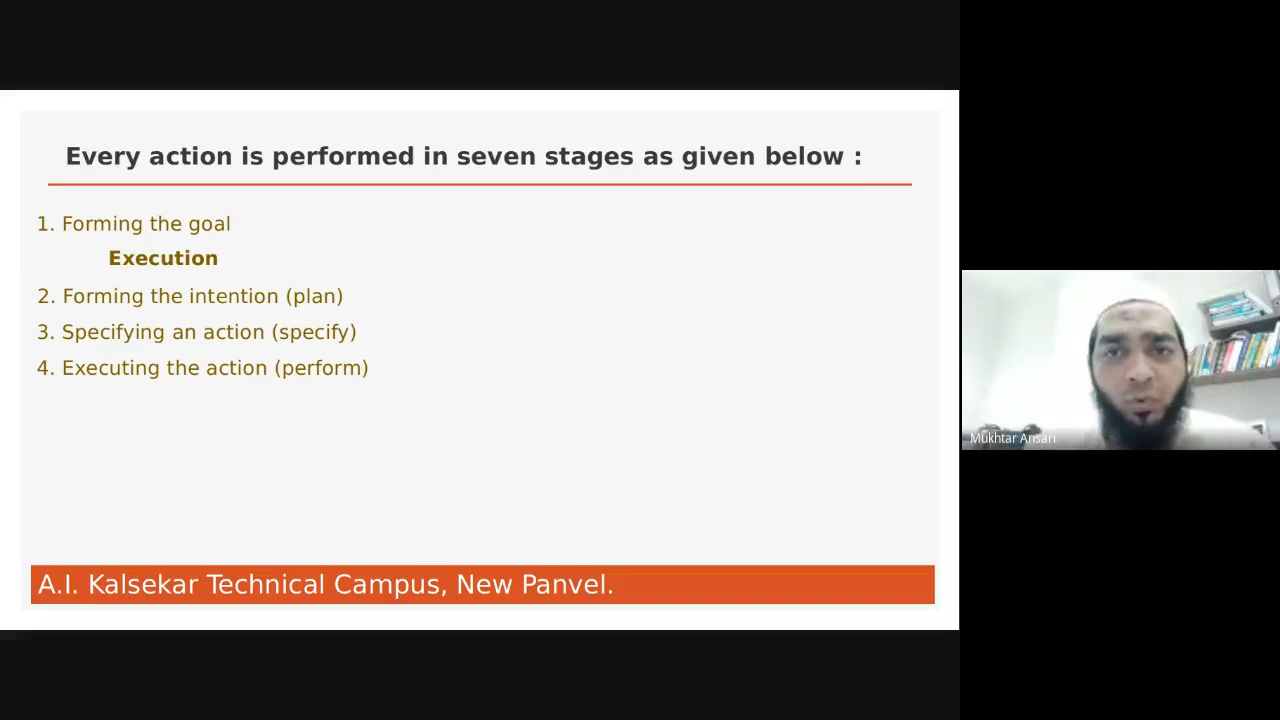 Every action is performed in seven stages as given below :
1. Forming the goal
Execution
2. Forming the intention (plan)
3. Specifying an action (specify)
4. Executing the action (perform)
A.I. Kalsekar Technical Campus, New Panvel.
Mukhtar Ansari